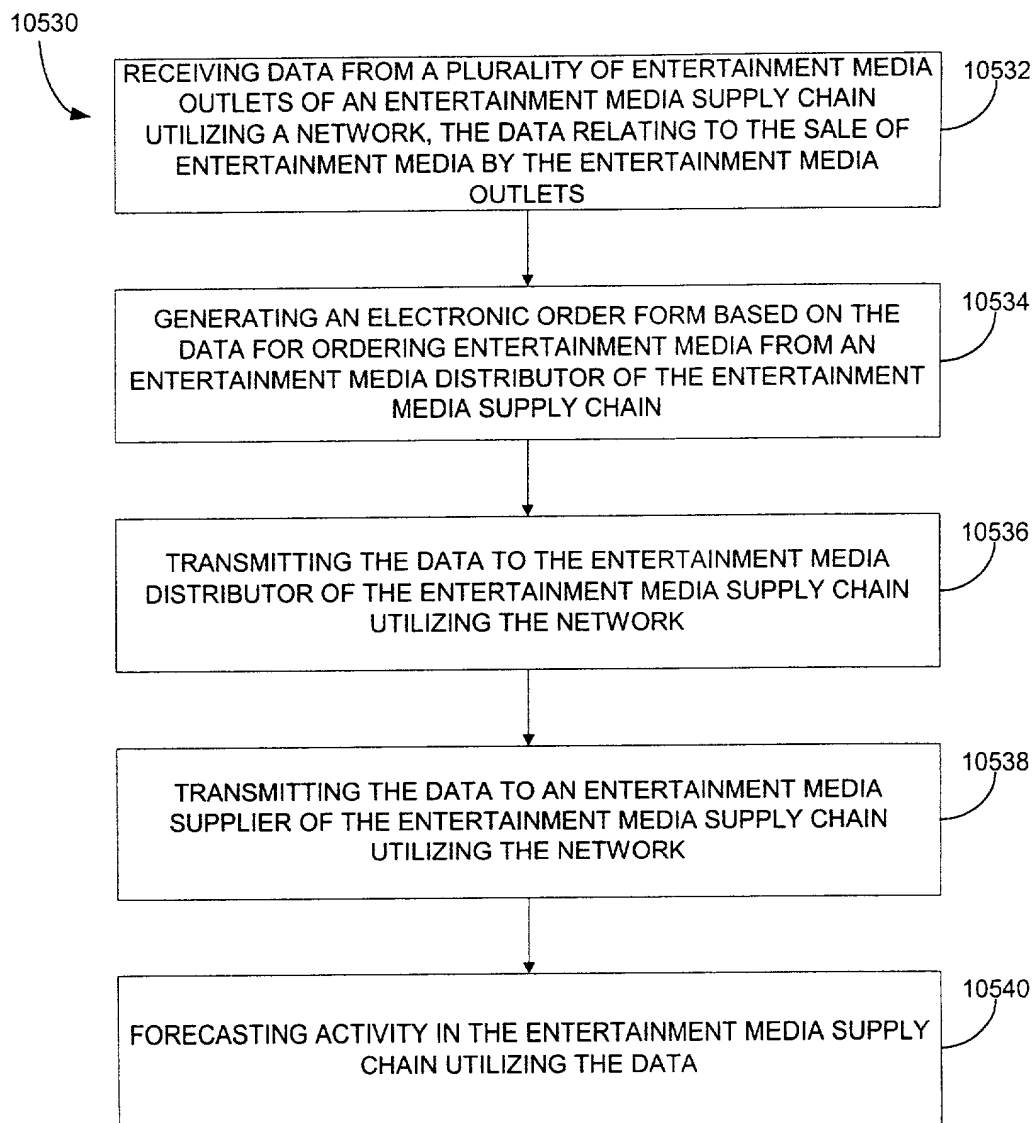 10530
RECEIVING DATA FROM A PLURALITY OF ENTERTAINMENT MEDIA
OUTLETS OF AN ENTERTAINMENT MEDIA SUPPLY CHAIN
UTILIZING A NETWORK, THE DATA RELATING TO THE SALE OF
ENTERTAINMENT MEDIA BY THE ENTERTAINMENT MEDIA
OUTLETS
10532
GENERATING AN ELECTRONIC ORDER FORM BASED ON THE
DATA FOR ORDERING ENTERTAINMENT MEDIA FROM AN
ENTERTAINMENT MEDIA DISTRIBUTOR OF THE ENTERTAINMENT
MEDIA SUPPLY CHAIN
10534
TRANSMITTING THE DATA TO THE ENTERTAINMENT MEDIA
DISTRIBUTOR OF THE ENTERTAINMENT MEDIA SUPPLY CHAIN
UTILIZING THE NETWORK
10536
TRANSMITTING THE DATA TO AN ENTERTAINMENT MEDIA
SUPPLIER OF THE ENTERTAINMENT MEDIA SUPPLY CHAIN
UTILIZING THE NETWORK
10538
FORECASTING ACTIVITY IN THE ENTERTAINMENT MEDIA SUPPLY
CHAIN UTILIZING THE DATA
10540